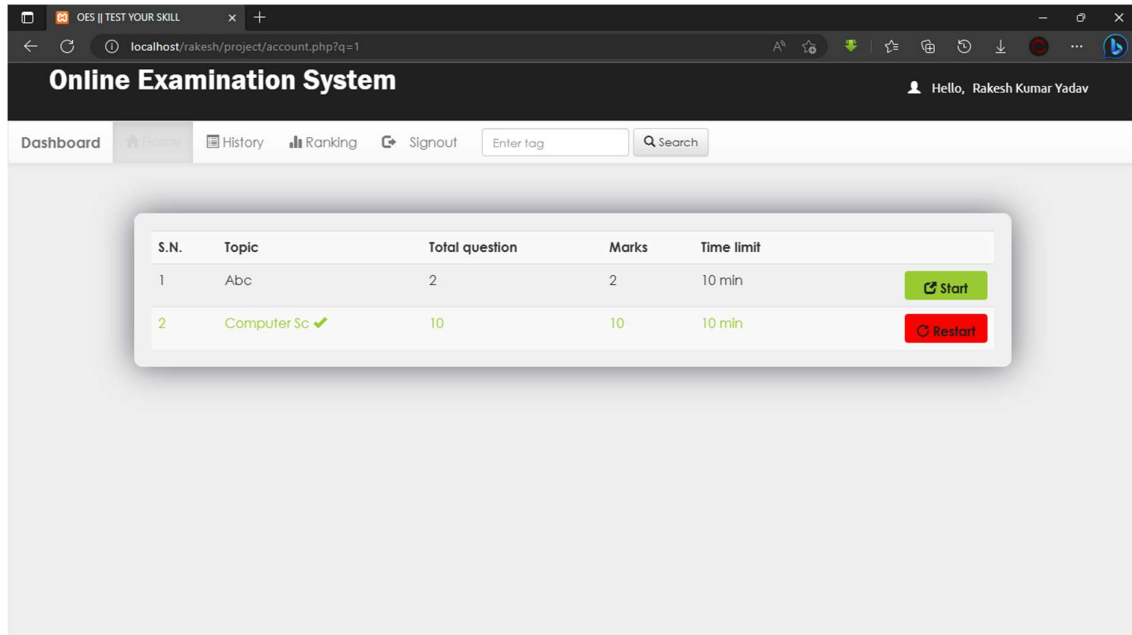 OES || TEST YOUR SKILL
localhost/rakesh/project/account.php?q=1
Online Examination System
Hello, Rakesh Kumar Yadav
Dashboard Home History Ranking Signout Enter tag Search
S.N. Topic Total question Marks Time limit
1 Abc 2 2 10 min Start
2 Computer Sc 10 10 10 min Restart